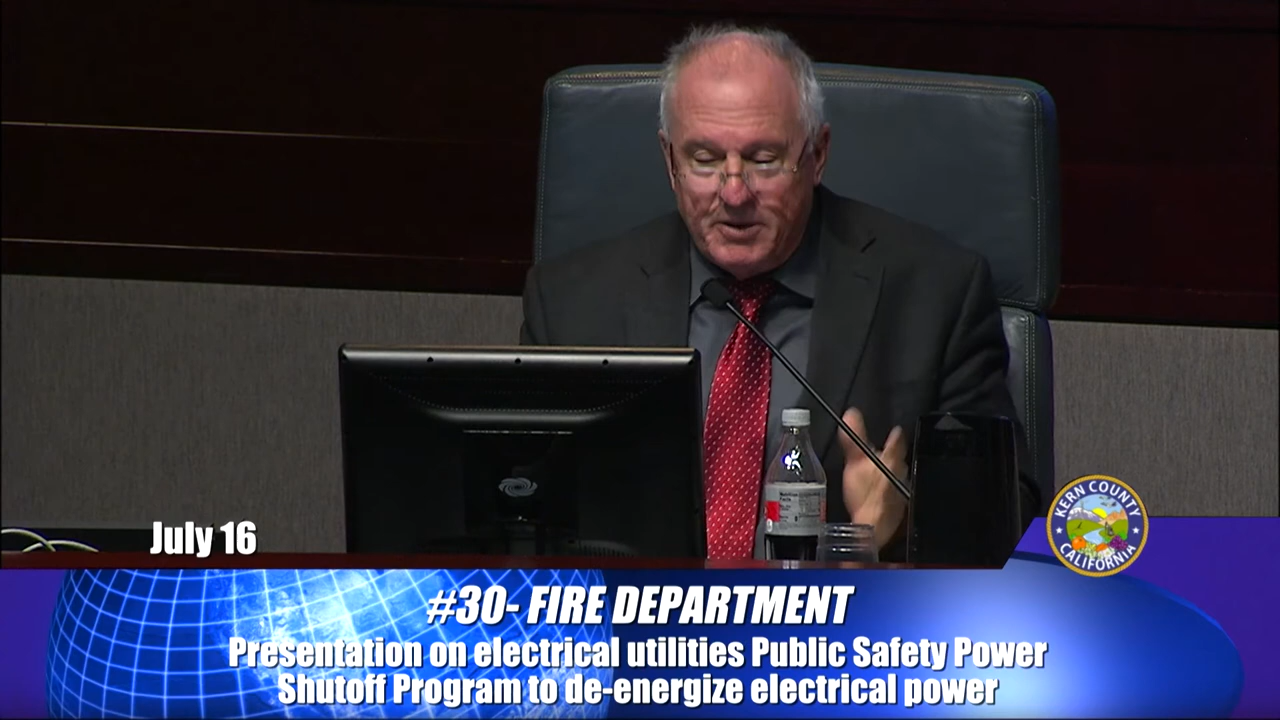 July 16
KERN COUNTY
CALIFORNIA
#30- FIRE DEPARTMENT
Presentation on electrical utilities Public Safety Power
Shutoff Program to de-energize electrical power